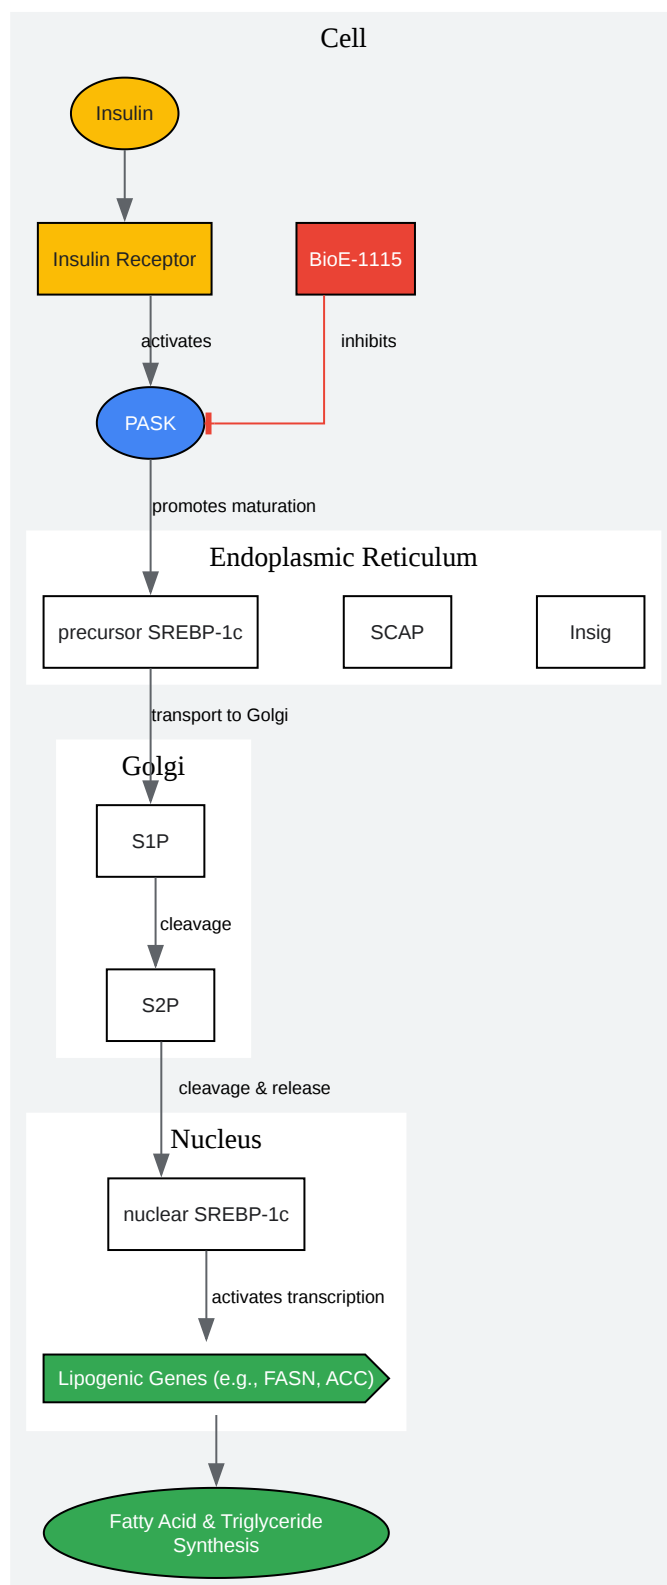 Cell
Insulin
Insulin Receptor
BioE-1115
activates
inhibits
PASK
promotes maturation
Endoplasmic Reticulum
precursor SREBP-1c
SCAP
Insig
transport to Golgi
Golgi
S1P
cleavage
S2P
cleavage & release
Nucleus
nuclear SREBP-1c
activates transcription
Lipogenic Genes (e.g., FASN, ACC)
Fatty Acid & Triglyceride
Synthesis